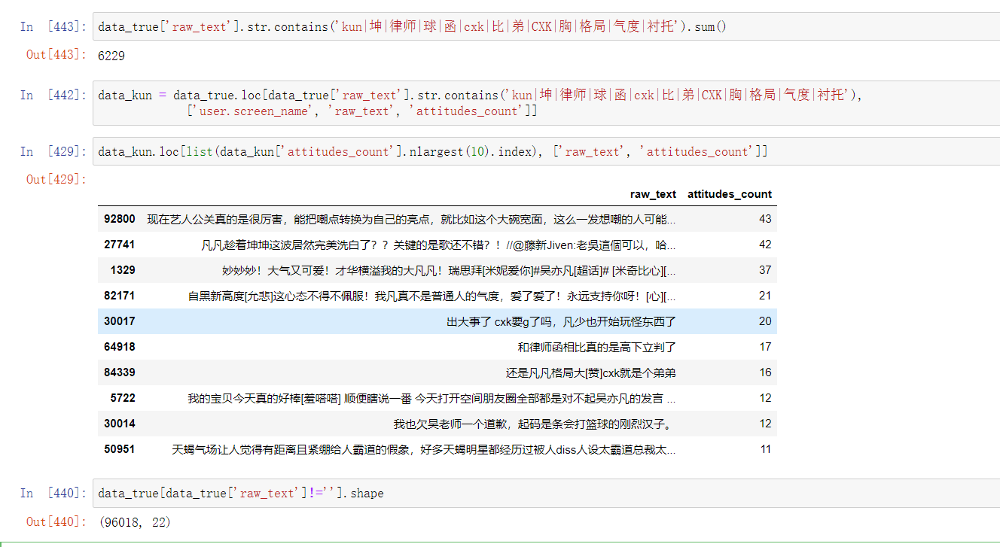 In [443]: data_true['raw_text'].str.contains('kun|坤|律师|球|函|cxk|比|弟|CXK|胸|格局|气度|衬托').sum()
Out[443]: 6229
In [442]: data_kun = data_true.loc[data_true['raw_text'].str.contains('kun|坤|律师|球|函|cxk|比|弟|CXK|胸|格局|气度|衬托'),
['user.screen_name', 'raw_text', 'attitudes_count']]
In [429]: data_kun.loc[list(data_kun['attitudes_count'].nlargest(10).index), ['raw_text', 'attitudes_count']]
Out[429]:
raw_text attitudes_count
92800 现在艺人公关真的是很厉害，能把嘲点转换为自己的亮点，就比如这个大碗宽面，这么一发想嘲的人可能... 43
27741 凡凡趁着坤坤这波居然完美洗白了？？关键的是歌还不错？！//@藤新Jiven:老吳這個可以，哈... 42
1329 妙妙妙！大气又可爱！才华横溢我的大凡凡！瑞思拜[米妮爱你]#吴亦凡[超话]# [米奇比心][... 37
82171 自黑新高度[允悲]这心态不得不佩服！我凡真不是普通人的气度，爱了爱了！永远支持你呀！[心][... 21
30017 出大事了 cxk要g了吗，凡少也开始玩怪东西了 20
64918 和律师函相比真的是高下立判了 17
84339 还是凡凡格局大[赞]cxk就是个弟弟 16
5722 我的宝贝今天真的好棒[羞嗒嗒] 顺便瞎说一番 今天打开空间朋友圈全部都是对不起吴亦凡的发言 ... 12
30014 我也欠吴老师一个道歉，起码是条会打篮球的刚烈汉子。 12
50951 天蝎气场让人觉得有距离且紧绷给人霸道的假象，好多天蝎明星都经历过被人diss人设太霸道总裁太... 11
In [440]: data_true[data_true['raw_text']!=''].shape
Out[440]: (96018, 22)